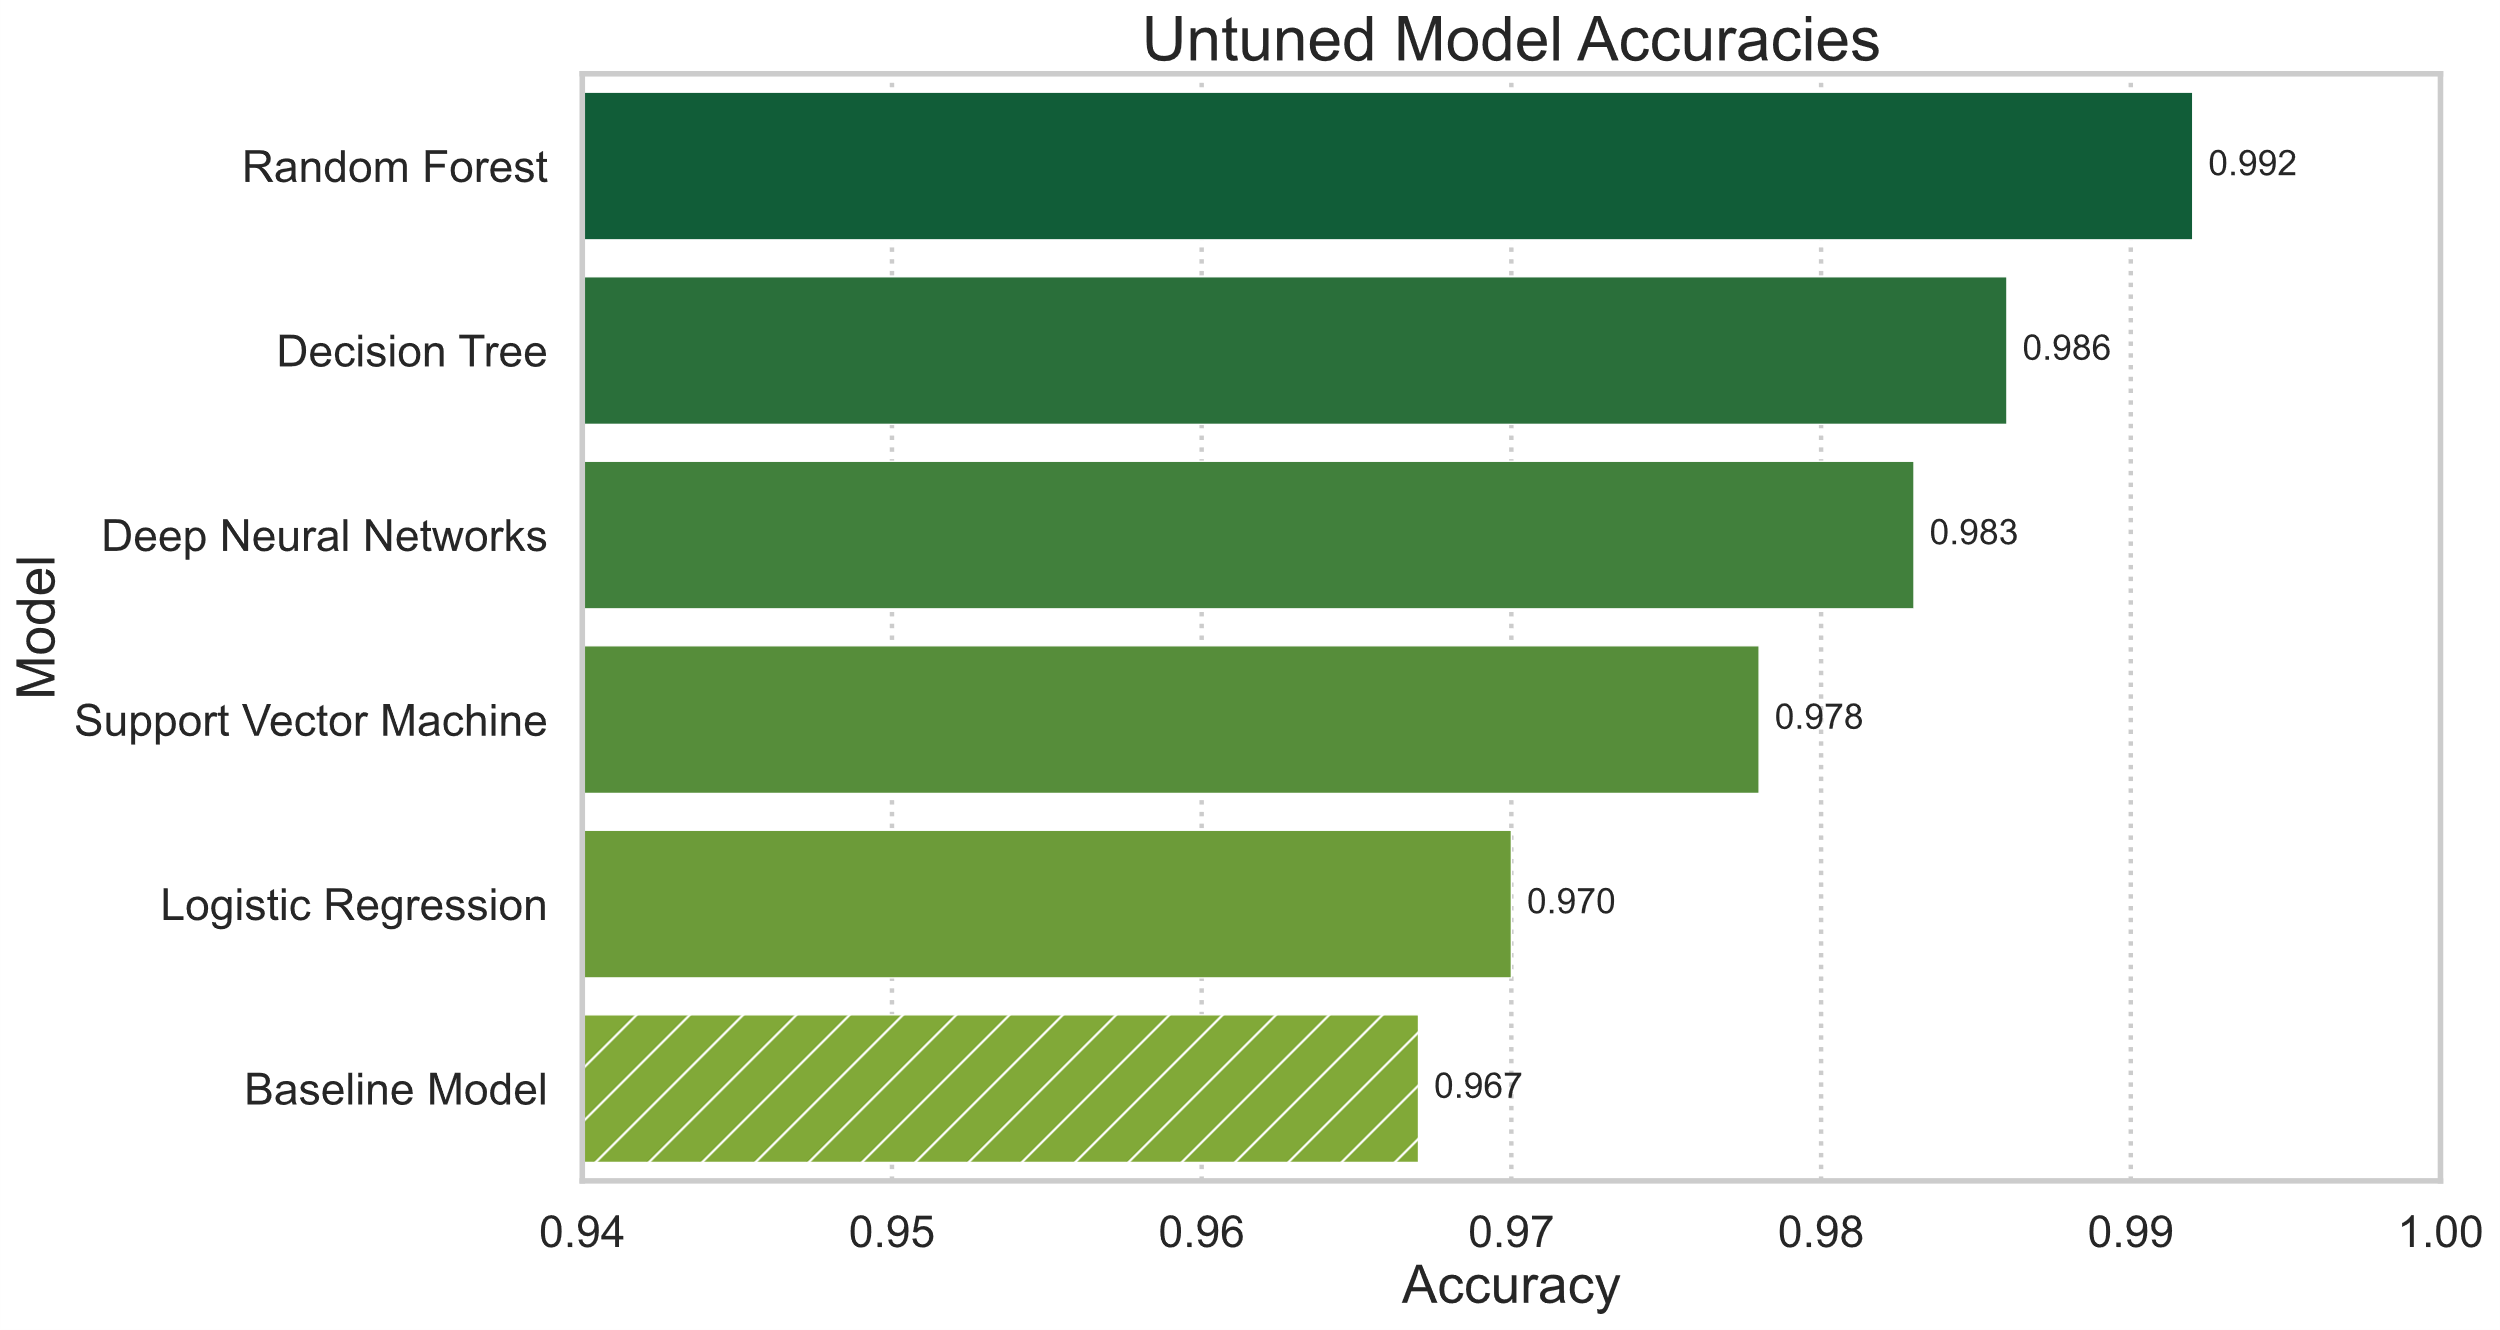 Untuned Model Accuracies
Random Forest
0.992
Decision Tree
0.986
Deep Neural Networks
0.983
Model
Support Vector Machine
0.978
Logistic Regression
0.970
Baseline Model
0.967
0.94 0.95 0.96 0.97 0.98 0.99 1.00
Accuracy